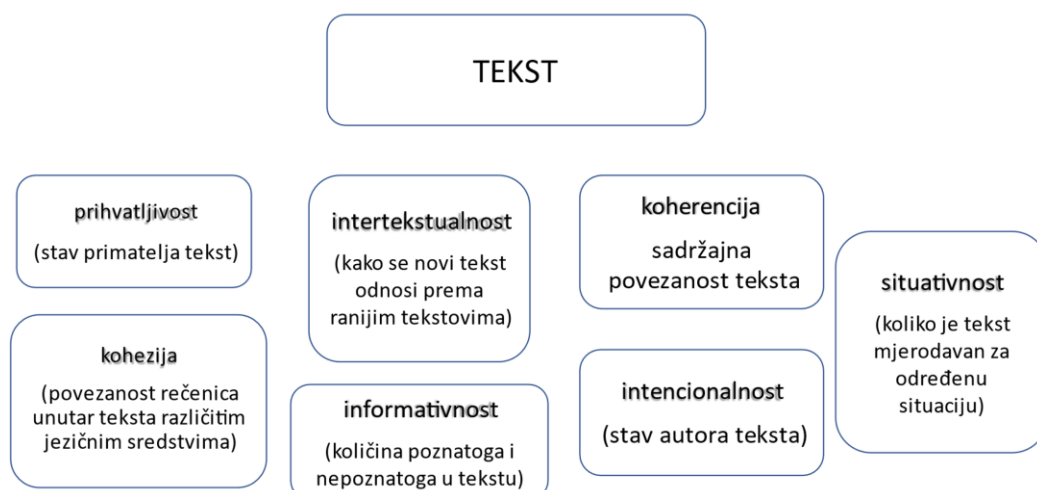 TEKST
prihvatljivost
(stav primatelja tekst)
kohezija
(povezanost rečenica
unutar teksta različitim
jezičnim sredstvima)
intertekstualnost
(kako se novi tekst
odnosi prema
ranijim tekstovima)
informativnost
(količina poznatoga i
nepoznatoga u tekstu)
koherencija
sadržajna
povezanost teksta
intencionalnost
(stav autora teksta)
situativnost
(koliko je tekst
mjerodavan za
određenu
situaciju)